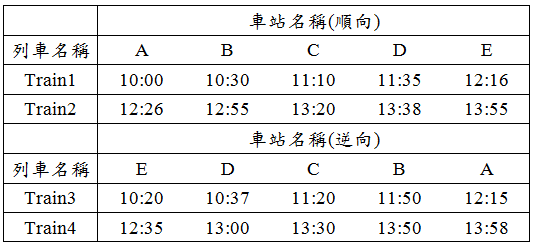 車站名稱(順向)
列車名稱 A B C D E
Train1 10:00 10:30 11:10 11:35 12:16
Train2 12:26 12:55 13:20 13:38 13:55
車站名稱(逆向)
列車名稱 E D C B A
Train3 10:20 10:37 11:20 11:50 12:15
Train4 12:35 13:00 13:30 13:50 13:58